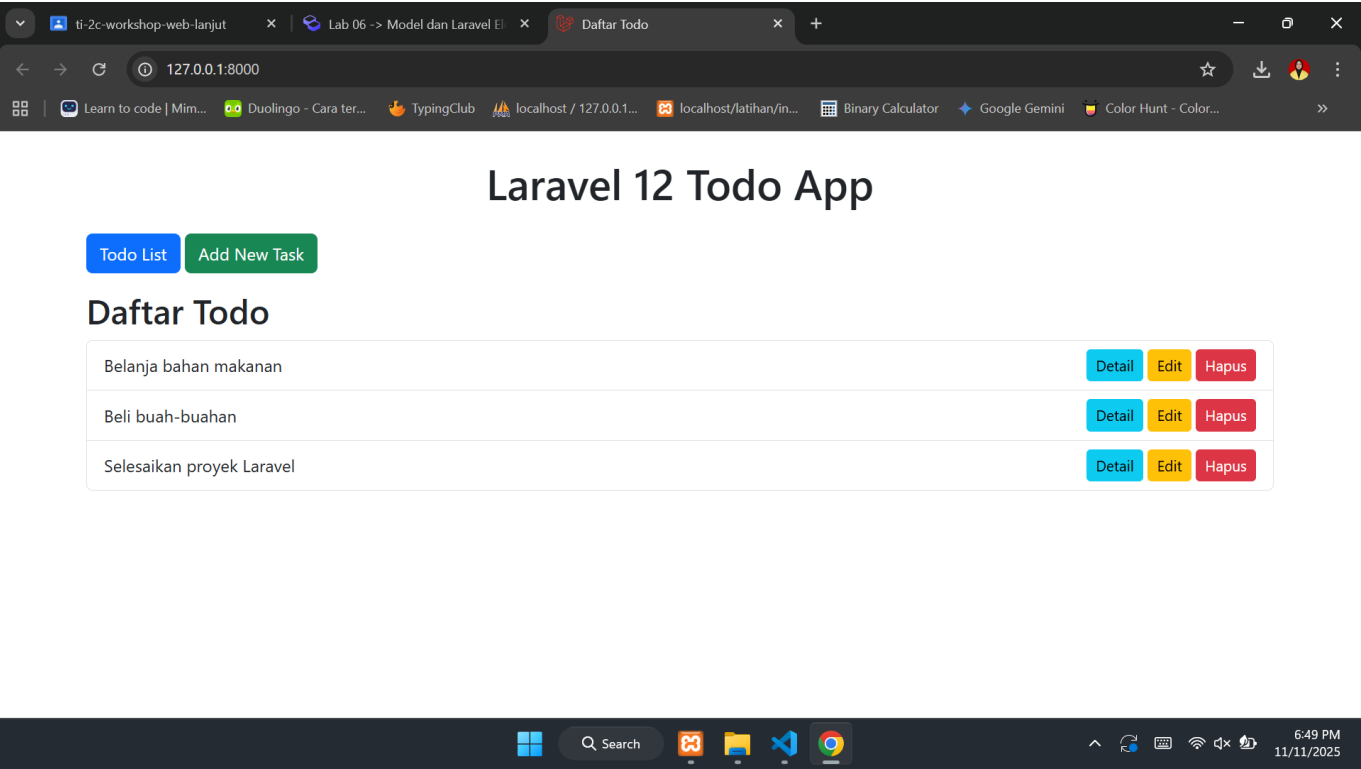 ti-2c-workshop-web-lanjut
Lab 06 -> Model dan Laravel El
Daftar Todo
127.0.0.1:8000
Learn to code | Mim...
Duolingo - Cara ter...
TypingClub
localhost / 127.0.0.1...
localhost/latihan/in...
Binary Calculator
Google Gemini
Color Hunt - Color...
Laravel 12 Todo App
Todo List
Add New Task
Daftar Todo
Belanja bahan makanan Detail Edit Hapus
Beli buah-buahan Detail Edit Hapus
Selesaikan proyek Laravel Detail Edit Hapus
Search
6:49 PM
11/11/2025